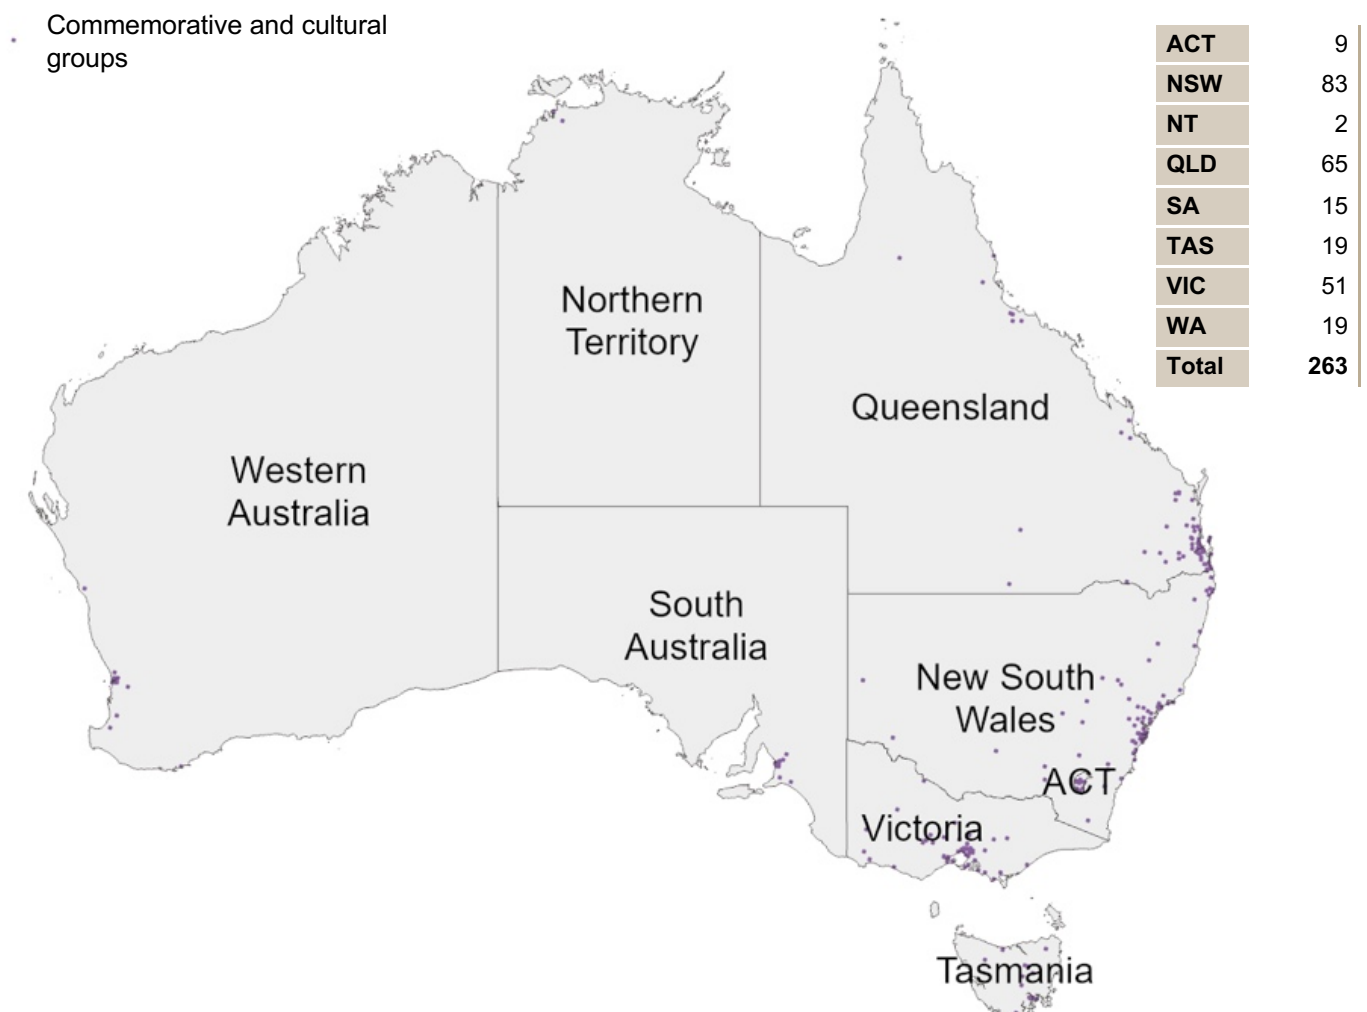 Commemorative and cultural
groups
ACT 9
NSW 83
NT 2
QLD 65
SA 15
TAS 19
VIC 51
WA 19
Total 263
Northern
Territory
Queensland
Western
Australia
South
Australia
New South
Wales
ACT
Victoria
Tasmania